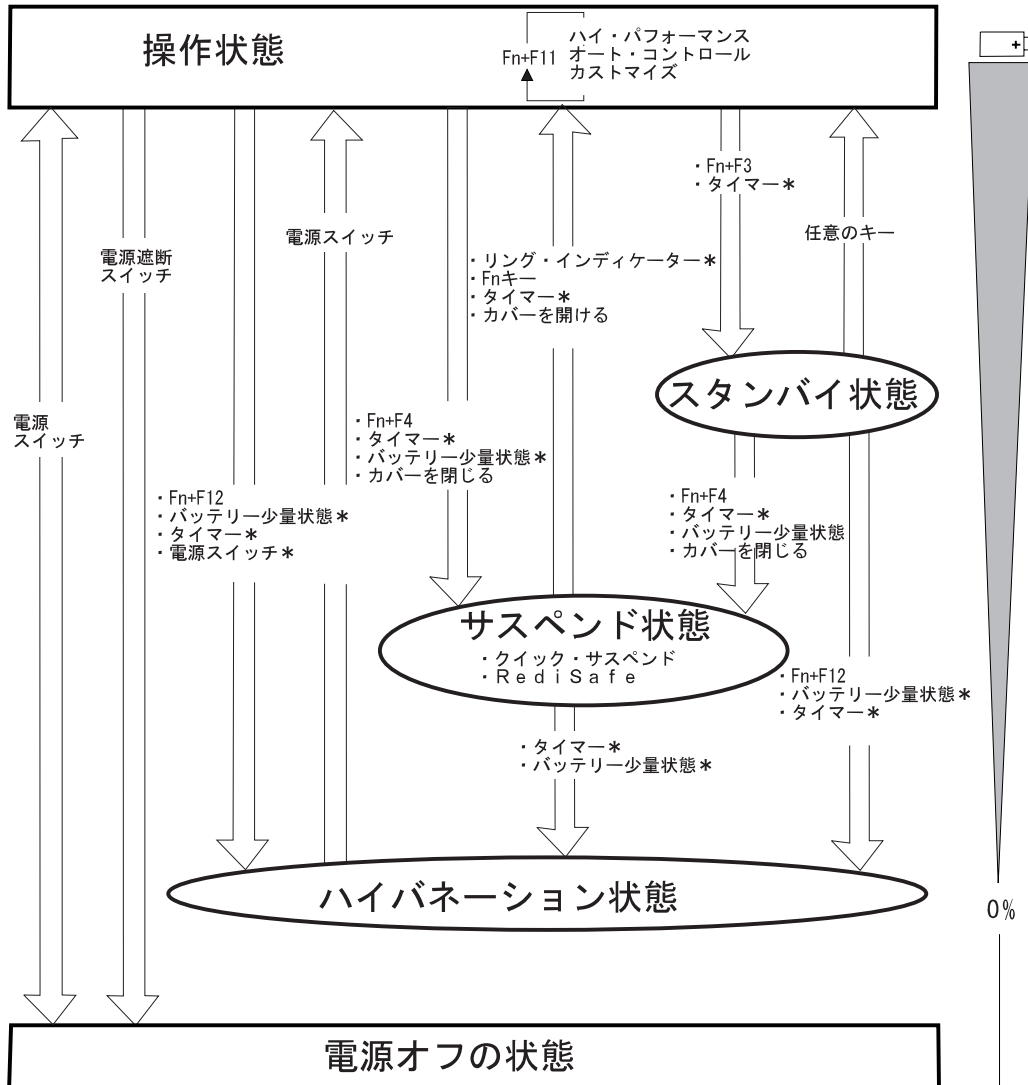 操作状態
Fn+F11
ハイ・パフォーマンス
オート・コントロール
カスタマイズ
+
・Fn+F3
・タイマー*
電源遮断
スイッチ
電源スイッチ
・リング・インディケーター*
・Fnキー
・タイマー*
・カバーを開ける
任意のキー
スタンバイ状態
電源
スイッチ
・Fn+F4
・タイマー*
・バッテリー少量状態*
・カバーを閉じる
・Fn+F12
・バッテリー少量状態*
・タイマー*
・電源スイッチ*
・Fn+F4
・タイマー*
・バッテリー少量状態
・カバーを閉じる
サスペンド状態
・クイック・サスペンド
・RediSafe
・Fn+F12
・バッテリー少量状態*
・タイマー*
・タイマー*
・バッテリー少量状態*
ハイバネーション状態
0%
電源オフの状態